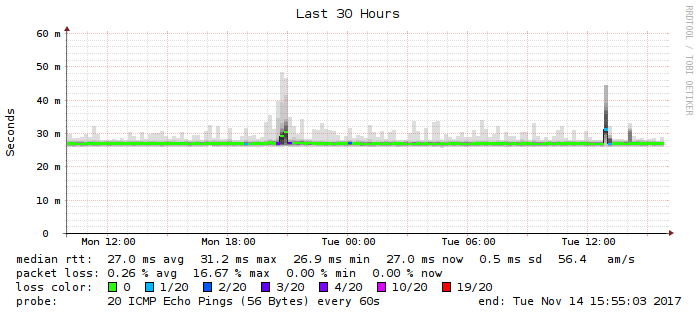 Last 30 Hours
RRDTOOL / TOBI OETIKER
Seconds
60 m
50 m
40 m
30 m
20 m
10 m
0
Mon 12:00 Mon 18:00 Tue 00:00 Tue 06:00 Tue 12:00
median rtt: 27.0 ms avg 31.2 ms max 26.9 ms min 27.0 ms now 0.5 ms sd 56.4 am/s
packet loss: 0.26 % avg 16.67 % max 0.00 % min 0.00 % now
loss color: 0 1/20 2/20 3/20 4/20 10/20 19/20
probe: 20 ICMP Echo Pings (56 Bytes) every 60s end: Tue Nov 14 15:55:03 2017